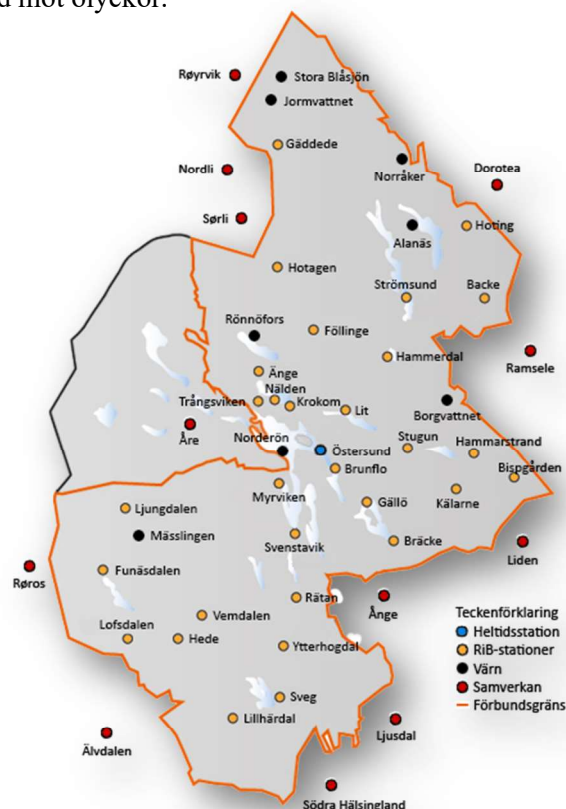 d mot olyckor.
Røyrvik
Stora Blåsjön
Jormvattnet
Gäddede
Nordli
Norråker
Dorotea
Sørli
Alanäs
Hoting
Hotagen
Strömsund
Backe
Rönnöfors
Föllinge
Hammerdal
Ramsele
Änge
Nälden
Trångsviken
Krokom
Lit
Borgvattnet
Åre
Norderön
Östersund
Stugun
Hammarstrand
Brunflo
Bispgården
Myrviken
Gällö
Kälarne
Ljungdalen
Mässlingen
Svenstavik
Bräcke
Liden
Røros
Funäsdalen
Rätan
Ånge
Lofsdalen
Vemdalen
Hede
Ytterhogdal
Teckenförklaring
Heltidsstation
RiB-stationer
Värn
Samverkan
Förbundsgräns
Sveg
Lillhärdal
Älvdalen
Ljusdal
Södra Hälsingland